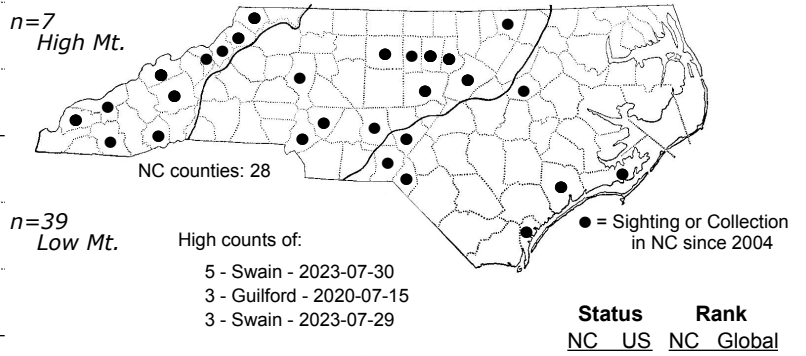 n=7
High Mt.
NC counties: 28
n=39
Low Mt.
High counts of:
5 - Swain - 2023-07-30
3 - Guilford - 2020-07-15
3 - Swain - 2023-07-29
● = Sighting or Collection
in NC since 2004
Status Rank
NC US NC Global